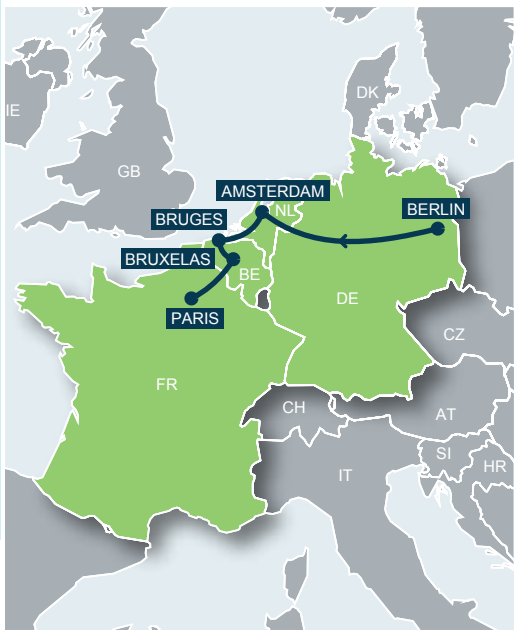 DK
IE
GB
AMSTERDAM
NL
BRUGES
BERLIN
BRUXELAS
BE
DE
PARIS
CZ
FR
CH
AT
SI
HR
IT